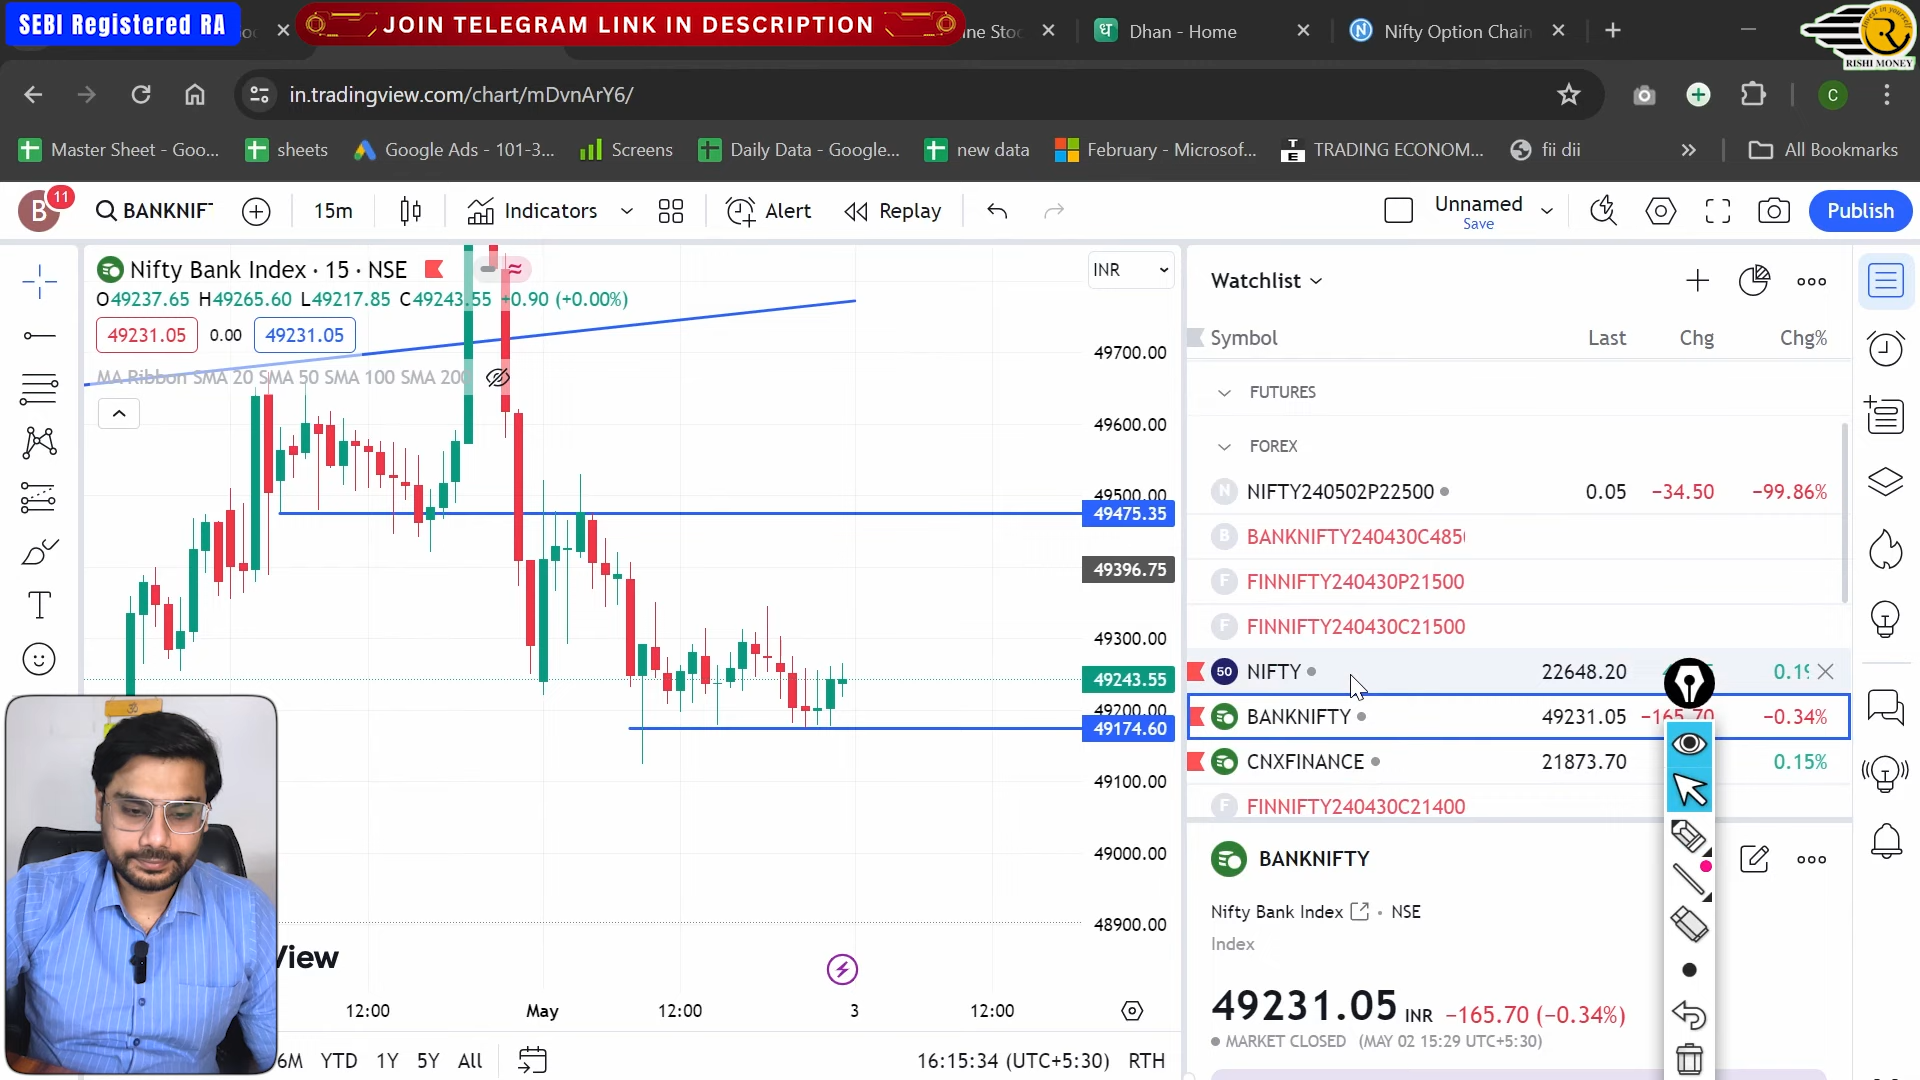 SEBI Registered RA
JOIN TELEGRAM LINK IN DESCRIPTION
Dhan - Home
Nifty Option Chain
RISHI MONEY
in.tradingview.com/chart/mDvnArY6/
C
Master Sheet - Goo...
sheets
Google Ads - 101-3...
Screens
Daily Data - Google...
new data
February - Microsof...
TRADING ECONOM...
fii dii
All Bookmarks
B
11
BANKNIF
15m
Indicators
Alert
Replay
Unnamed
Save
Publish
Nifty Bank Index · 15 · NSE
O49237.65 H49265.60 L49217.85 C49243.55 +0.90 (+0.00%)
49231.05 0.00 49231.05
MA Ribbon SMA 20 SMA 50 SMA 100 SMA 200
INR
49700.00
49600.00
49500.00
49475.35
49396.75
49300.00
49243.55
49200.00
49174.60
49100.00
49000.00
48900.00
View
12:00
May
12:00
3
12:00
6M YTD 1Y 5Y All
16:15:34 (UTC+5:30) RTH
Watchlist
Symbol Last Chg Chg%
FUTURES
FOREX
N NIFTY240502P22500 0.05 −34.50 −99.86%
B BANKNIFTY240430C485
F FINNIFTY240430P21500
F FINNIFTY240430C21500
50 NIFTY 22648.20 0.19
BANKNIFTY 49231.05 −165.70 −0.34%
CNXFINANCE 21873.70 0.15%
F FINNIFTY240430C21400
BANKNIFTY
Nifty Bank Index · NSE
Index
49231.05 INR −165.70 (−0.34%)
MARKET CLOSED (MAY 02 15:29 UTC+5:30)